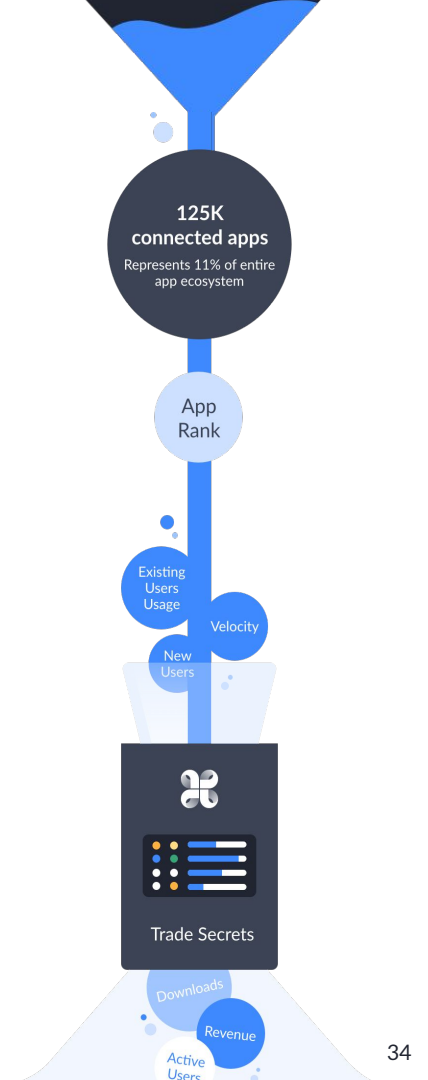 125K
connected apps
Represents 11% of entire
app ecosystem
App
Rank
Existing
Users
Usage
Velocity
New
Users
Trade Secrets
Downloads
Revenue
Active
Users
34